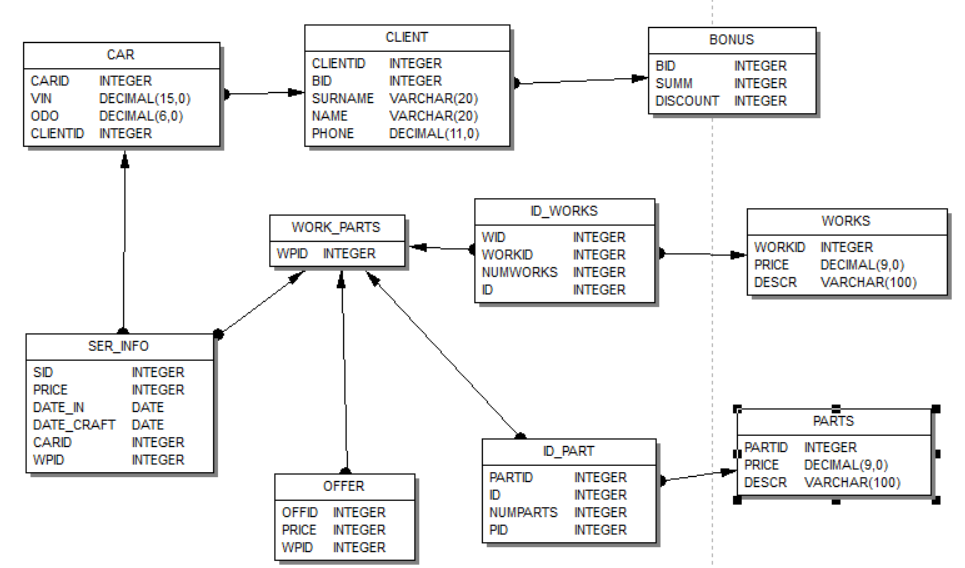 CAR
CARID INTEGER
VIN DECIMAL(15,0)
ODO DECIMAL(6,0)
CLIENTID INTEGER
CLIENT
CLIENTID INTEGER
BID INTEGER
SURNAME VARCHAR(20)
NAME VARCHAR(20)
PHONE DECIMAL(11,0)
BONUS
BID INTEGER
SUMM INTEGER
DISCOUNT INTEGER
WORK_PARTS
WPID INTEGER
ID_WORKS
WID INTEGER
WORKID INTEGER
NUMWORKS INTEGER
ID INTEGER
WORKS
WORKID INTEGER
PRICE DECIMAL(9,0)
DESCR VARCHAR(100)
SER_INFO
SID INTEGER
PRICE INTEGER
DATE_IN DATE
DATE_CRAFT DATE
CARID INTEGER
WPID INTEGER
OFFER
OFFID INTEGER
PRICE INTEGER
WPID INTEGER
ID_PART
PARTID INTEGER
ID INTEGER
NUMPARTS INTEGER
PID INTEGER
PARTS
PARTID INTEGER
PRICE DECIMAL(9,0)
DESCR VARCHAR(100)